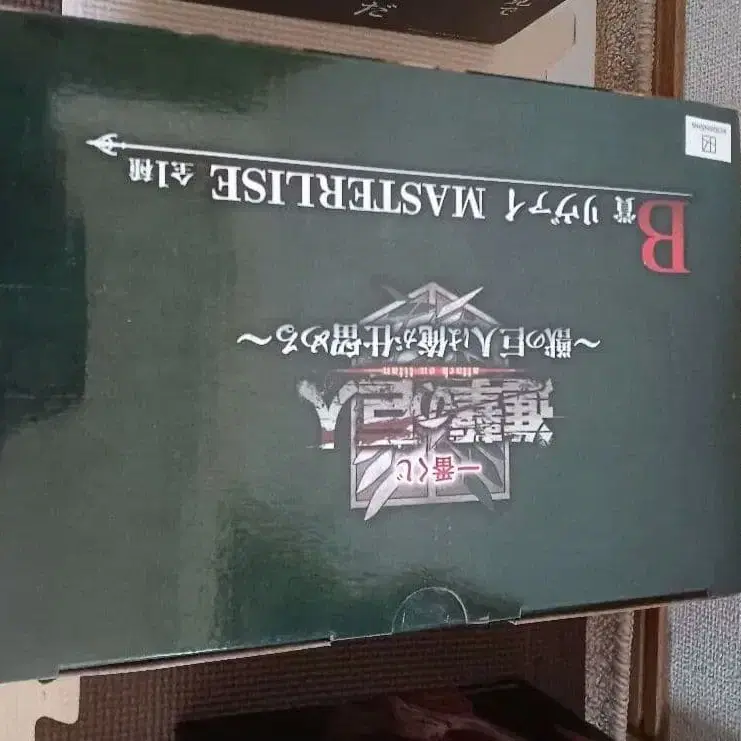 一番くじ
進撃の巨人
attack on titan
～獣の巨人は俺が仕留める～
B賞 リヴァイ MASTERLISE 全1種